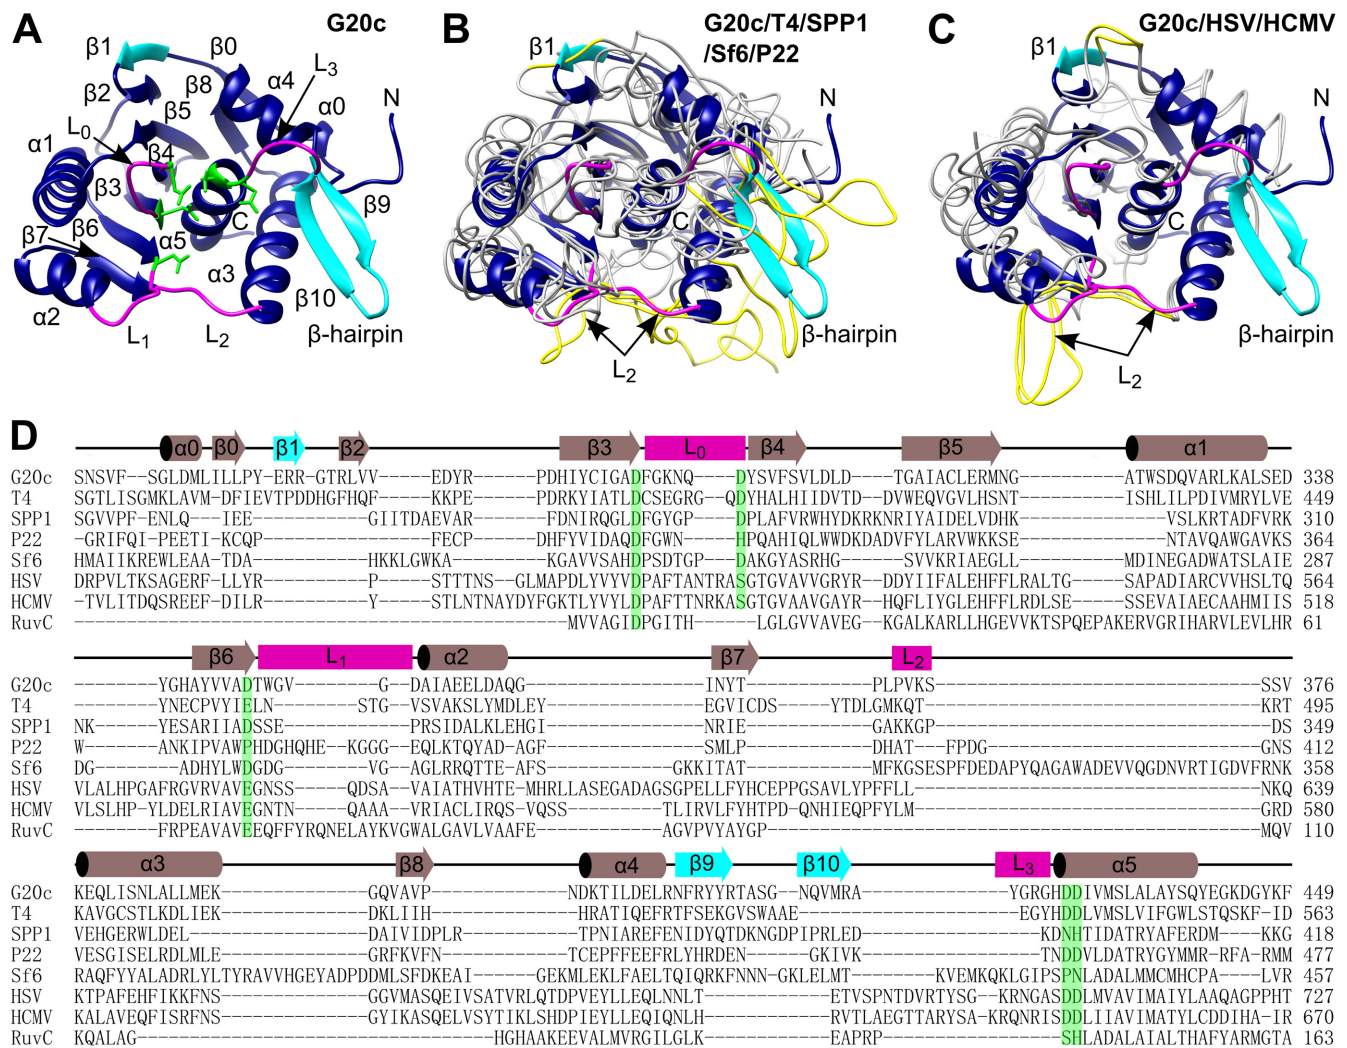 A
G20c
β1
β0
L3
β2
β8
α4
β5
α0
N
L0
α1
β4
β3
β9
C
β7
β6
α5
α3
α2
β10
L1
L2
β-hairpin
B
G20c/T4/SPP1
/Sf6/P22
β1
N
C
β-hairpin
L2
C
G20c/HSV/HCMV
β1
N
C
β-hairpin
L2
D
α0 β0 β1 β2 β3 L0 β4 β5 α1
G20c SNSVF--SGLDMLILLPY-ERR-GTRLVV------EDYR------PDHIYCIGADFGKNQ----DYSVFSVLDLD----TGAIACLERMNG----------ATWSDQVARLKALSED 338
T4 SGTLISGMKLAVM-DFIEVTPDDHGFHQF------KKPE------PDRKYIATLDCSEGRG--QDYHALHSIIDVTD--DVWEQVGVLHSNT----------ISHLILPDIVMRYLVE 449
SPP1 SGVVPF-ENLQ---IEE-----------GIITDAEVAR-------FDNIRQGLDFGYGP----DPLAFVRWHYDKRKNRIYAIDELVDHK--------------VSLKRTADFVRK 310
P22 -GRIFQI-PEETI-KCQP----------------FECP------DHFYVIDAQDFGWN-----HPQAHIQLWWDKDADVFYLARVWKKSE--------------NTAVQAWGAVKS 364
Sf6 HMAIIKREWLEAA-TDA-----------HKKLGWKA---------KGAVVSAHDPSDTGP---DAKGYASRHG------SVVKRIAEGLL----------MDINEGADWATSLAIE 287
HSV DRPVLTKSAGERF-LLYR----------P-----STTTNS--GLMAPDLYVYVDPAFTANTRASGTGVAVVGRYR---DDYIIFALEHFFLRALTG-----SAPADIARCVVHSLTQ 564
HCMV -TVLITDQSREEF-DILR----------Y-----STLNTNAYDYFGKTLYVYLDPAFTTNRKASGTGVAAVGAYR---HQFLIYGLEHFFLRDLSE-----SSEVAIAECAAHMIIS 518
RuvC -----------------------------------------------MVVAGIDPGITH------LGLGVVAVEG--KGALKARLLHGEVVKTSPQEPAKERVGRIHARVLEVLHR 61
β6 L1 α2 β7 L2
G20c --------YGHAYVVADTWGV--------G--DAIAEELDAQG-----------------INYT----------PLPVKS-------------------------------SSV 376
T4 --------YNECPVYIELN--------STG--VSVAKSLYMDLEY---------------EGVICDS-----YTDLGMKQT------------------------------KRT 495
SPP1 NK------YESARIIADSSE------------PRSIDALKLEHGI---------------NRIE----------GAKKGP--------------------------------DS 349
P22 W-------ANKIPVAWPHDGHQHE--KGGG--EQLKTQYAD-AGF---------------SMLP----------DHAT---FPDG--------------------------GNS 412
Sf6 DG--------ADHYLWDGDG------VG----AGLRRQTTE-AFS------------GKKITAT----------MFKGSESPFDEDAPYQAGAWADEVVQGDNVRTIGDVFRNK 358
HSV VLALHPGAFRGVRVAVEGNSS-----QDSA--VAIATHVHTE-MHRLLASEGADAGSGPELLFYHCEPPGSAVLYPFFLL---------------------------------NKQ 639
HCMV VLSLHP-YLDELRIAVEGNTN-----QAAA--VRIACLIRQS-VQSS----------TLIRVLFYHTPD-QNHIEQPFYLM---------------------------------GRD 580
RuvC --------FRPEAVAVEEQFFYRQNELAYKVGWALGAVLVAAFE------------AGVPVYAYGP-----------------------------------------------MQV 110
α3 β8 α4 β9 β10 L3 α5
G20c KEQLISNLALLMEK--------------GQVAVP-------------NDKTILDELRNFRYYRTASG--NQVMRA--------------YGRGHDDIVMSLALAYSQYEGKDGYKF 449
T4 KAVGCSTLKDLIEK--------------DKLIIH-------------HRATIQEFRTFSEKGVSWAAE---------------------EGYHDDLVMSLVIFGWLSTQSKF-ID 563
SPP1 VEHGERWLDEL-----------------DAIVIDPLR----------TPNIAREFENIDYQTDKNGDPIPRLED-----------------KDNHTIDATRYAFERDM----KKG 418
P22 VESGISELRDLMLE--------------GRFKVFN------------TCEPFFEEFRLYHRDEN-----GKIVK-----------------TNDDVLDATRYGYMMR-RFA-RMM 477
Sf6 RAQFYYALADRLYLTYRAVVHGEYADPDDMLSFDKEAI------GEKMLEKLFAELTQIQRKFNNN-GKLELMT--------KVEMKQKLGIPSPNLADALMMCMHCPA----LVR 457
HSV KTPAFEHFIKKFNS--------------GGVMASQEIVSATVRLQTDPVEYLLEQLNNLT------------ETVSPNTDVRTYSG--KRNGASDDLMVAVIMAIYLAAQAGPPHT 727
HCMV KALAVEQFISRFNS--------------GYIKASQELVSYTIKLSHDPIEYLLEQIQNLH------------RVTLAEGTTARYSA-KRQNRISDDLIIAVIMATYLCDDIHA-IR 670
RuvC KQALAG-----------------------------------HGHAAKEEVALMVRGILGLK-----------EAPRP-----------------SHLADALAIALTHAFYARMGTA 163